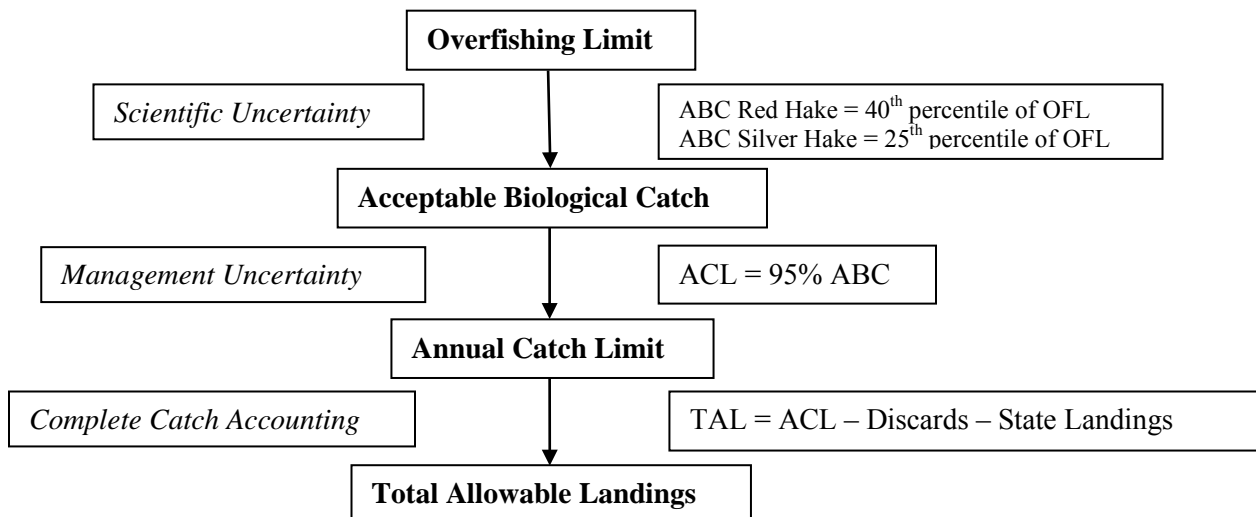 Overfishing Limit
Scientific Uncertainty
ABC Red Hake = 40th percentile of OFL
ABC Silver Hake = 25th percentile of OFL
Acceptable Biological Catch
Management Uncertainty
ACL = 95% ABC
Annual Catch Limit
Complete Catch Accounting
TAL = ACL – Discards – State Landings
Total Allowable Landings